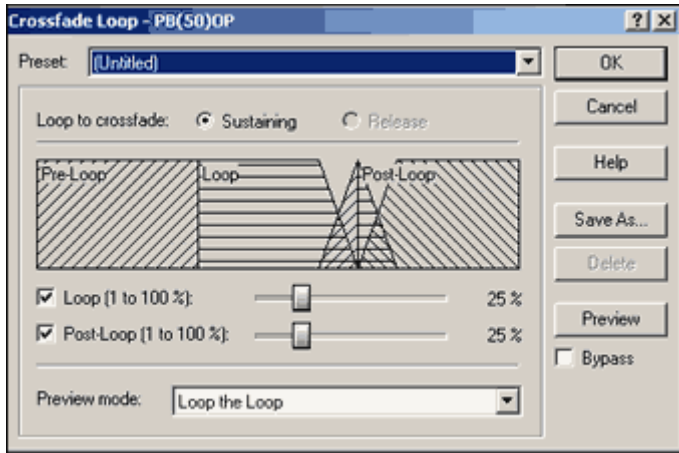 Crossfade Loop - PB(50)OP
Preset: (Untitled)
OK
Loop to crossfade: Sustaining Release
Cancel
Pre-Loop Loop Post-Loop
Help
Save As...
Delete
Loop (1 to 100 %): 25 %
Post-Loop (1 to 100 %): 25 %
Preview
Bypass
Preview mode: Loop the Loop